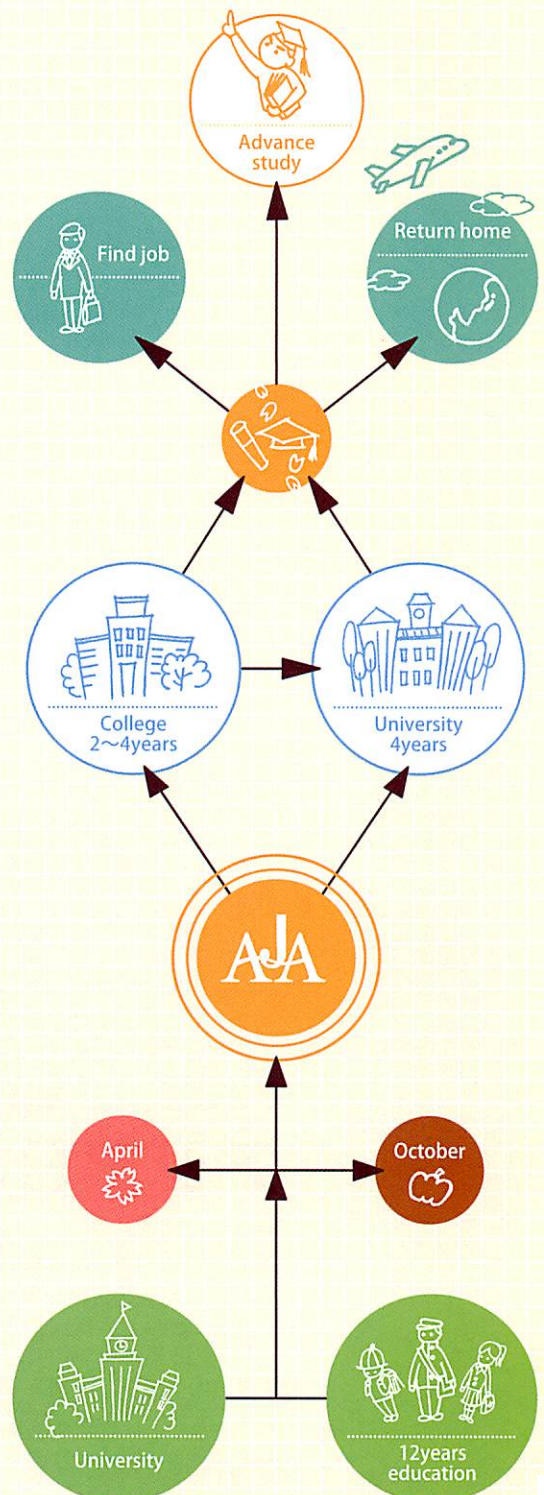 Advance
study
Find job
Return home
College
2～4years
University
4years
AJA
April
October
University
12years
education